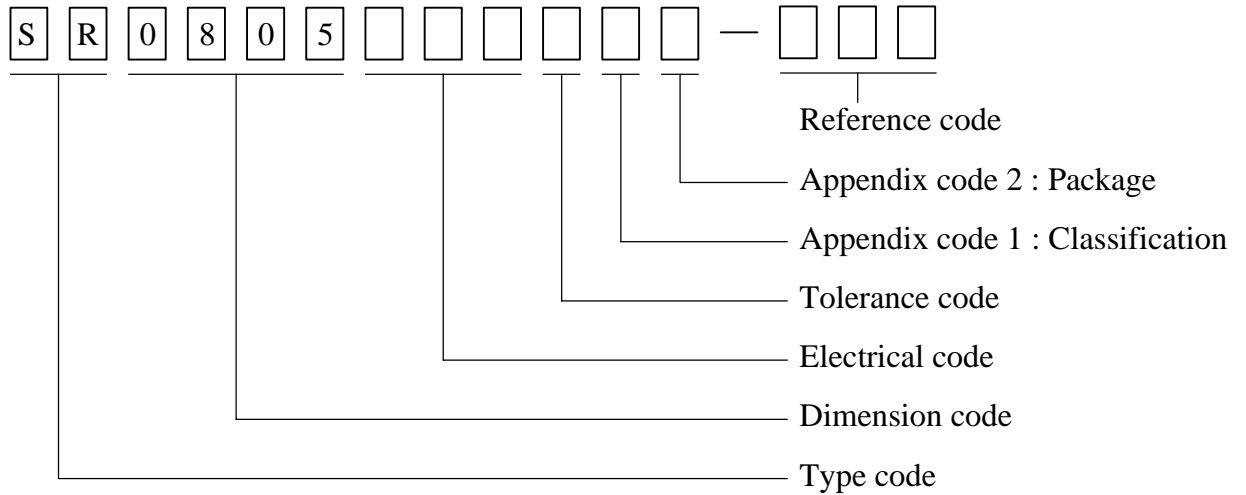 S R 0 8 0 5 —
Reference code
Appendix code 2 : Package
Appendix code 1 : Classification
Tolerance code
Electrical code
Dimension code
Type code